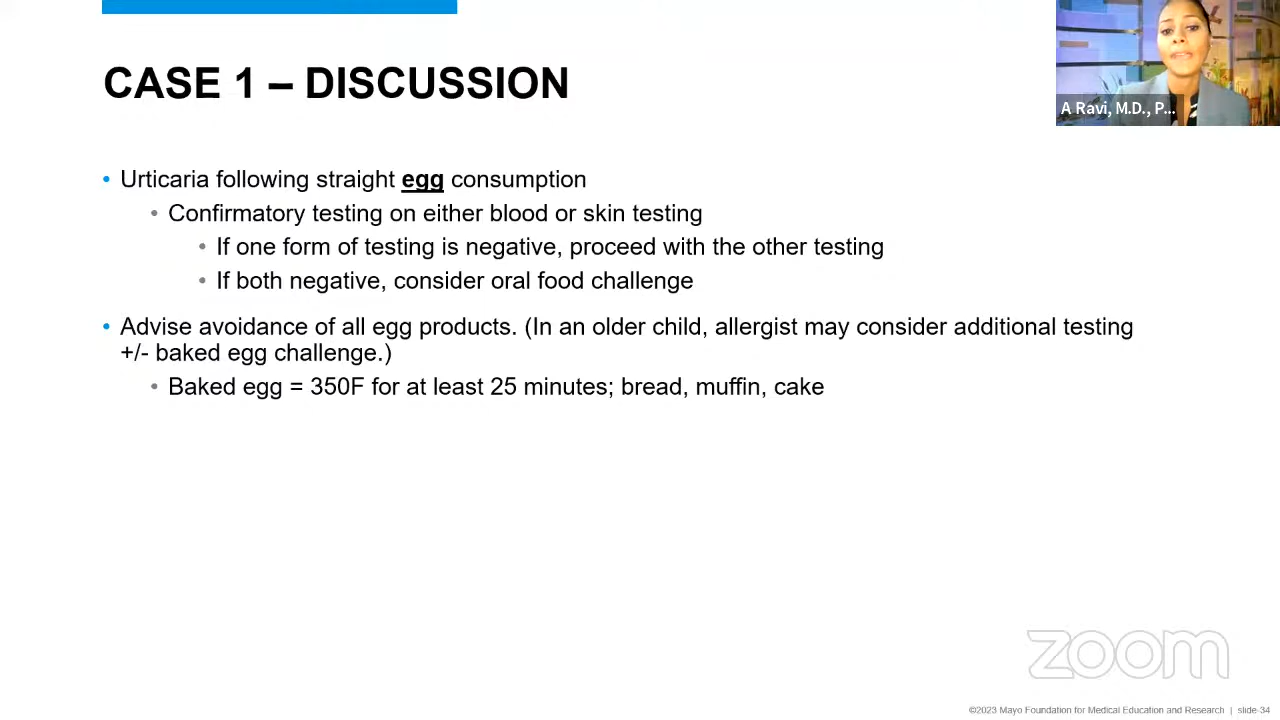 CASE 1 – DISCUSSION
A Ravi, M.D., P...
• Urticaria following straight egg consumption
• Confirmatory testing on either blood or skin testing
• If one form of testing is negative, proceed with the other testing
• If both negative, consider oral food challenge
• Advise avoidance of all egg products. (In an older child, allergist may consider additional testing
+/- baked egg challenge.)
• Baked egg = 350F for at least 25 minutes; bread, muffin, cake
zoom
©2023 Mayo Foundation for Medical Education and Research | slide-34